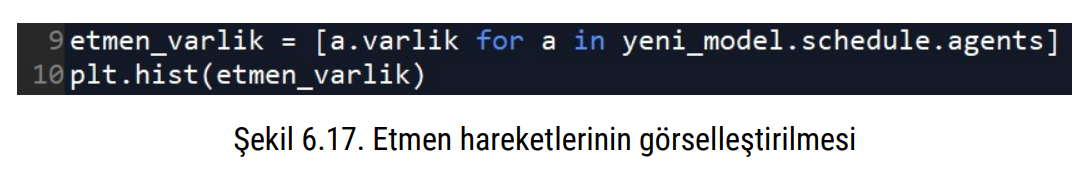 9 etmen_varlik = [a.varlik for a in yeni_model.schedule.agents]
10 plt.hist(etmen_varlik)
Şekil 6.17. Etmen hareketlerinin görselleştirilmesi